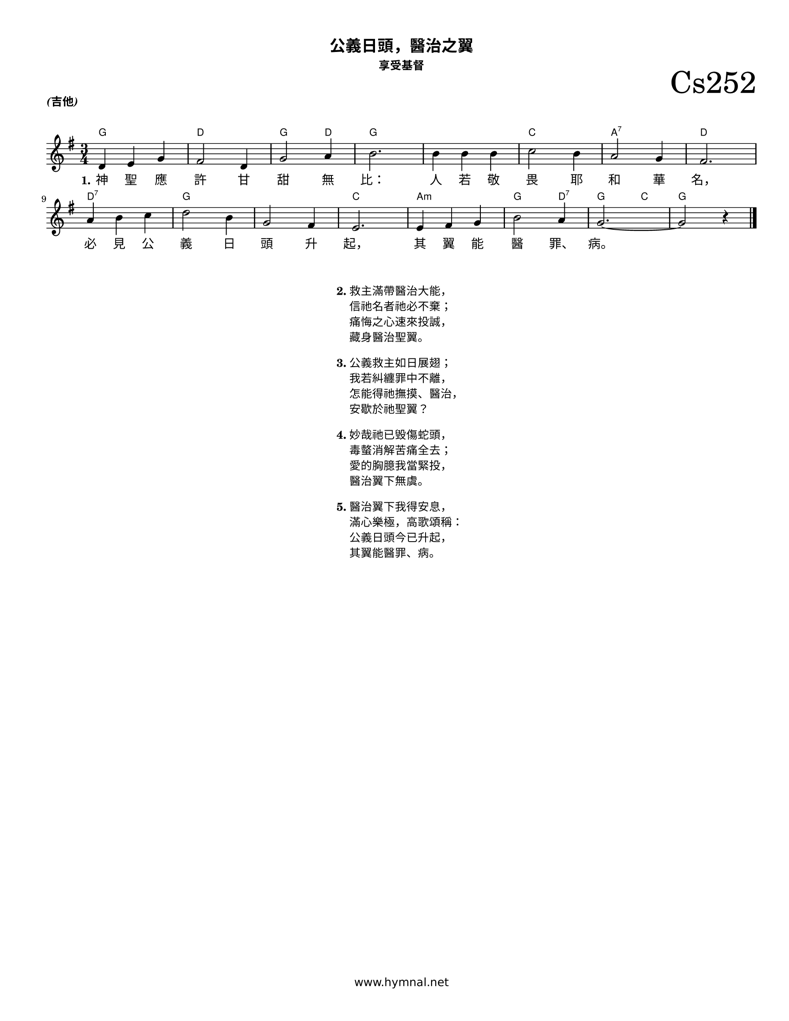 公義日頭，醫治之翼
享受基督
Cs252
(吉他)
G D G D G C A7 D
3
4
1. 神 聖 應 許 甘 甜 無 比： 人 若 敬 畏 耶 和 華 名，
9 D7 G C Am G D7 G C G
必 見 公 義 日 頭 升 起， 其 翼 能 醫 罪、 病。
2. 救主滿帶醫治大能，
信祂名者祂必不棄；
痛悔之心速來投誠，
藏身醫治聖翼。
3. 公義救主如日展翅；
我若糾纏罪中不離，
怎能得祂撫摸、醫治，
安歇於祂聖翼？
4. 妙哉祂已毀傷蛇頭，
毒螫消解苦痛全去；
愛的胸臆我當緊投，
醫治翼下無虞。
5. 醫治翼下我得安息，
滿心樂極，高歌頌稱：
公義日頭今已升起，
其翼能醫罪、病。
www.hymnal.net